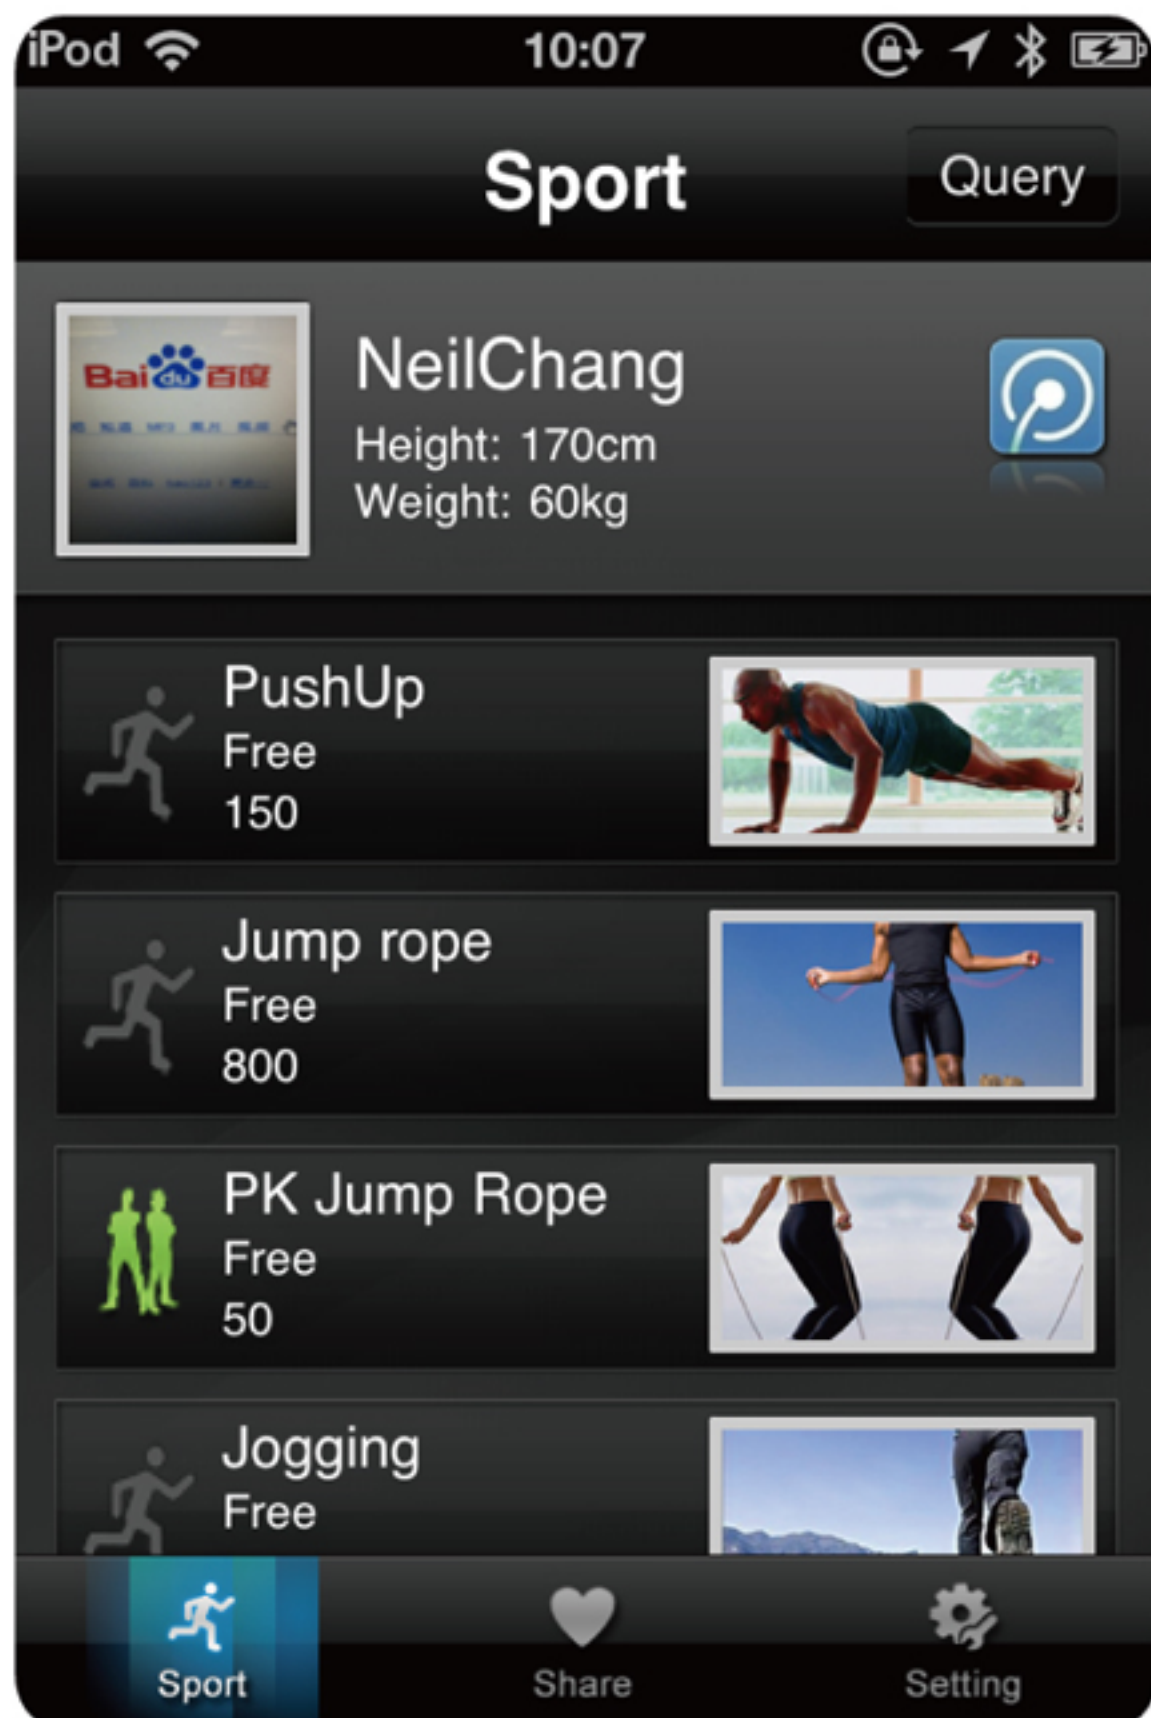 iPod
10:07
Sport
Query
Bai du 百度
NeilChang
Height: 170cm
Weight: 60kg
PushUp
Free
150
Jump rope
Free
800
PK Jump Rope
Free
50
Jogging
Free
Sport
Share
Setting